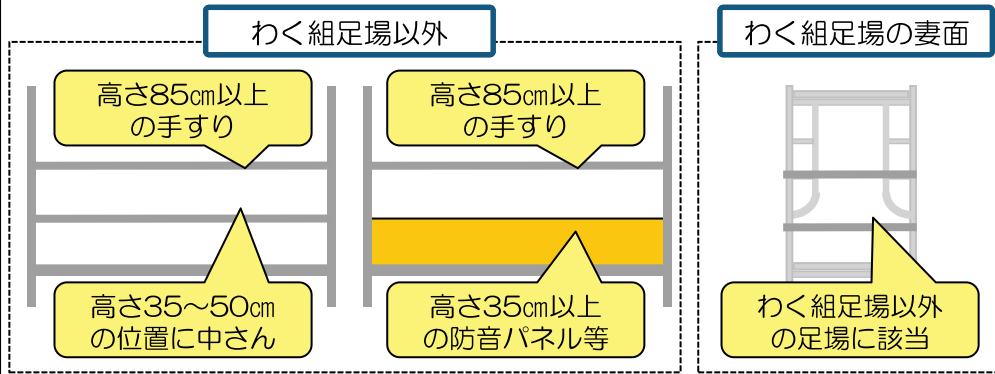 わく組足場以外
高さ85㎝以上
の手すり
高さ35～50㎝
の位置に中さん
高さ85㎝以上
の手すり
高さ35㎝以上
の防音パネル等
わく組足場の妻面
わく組足場以外
の足場に該当